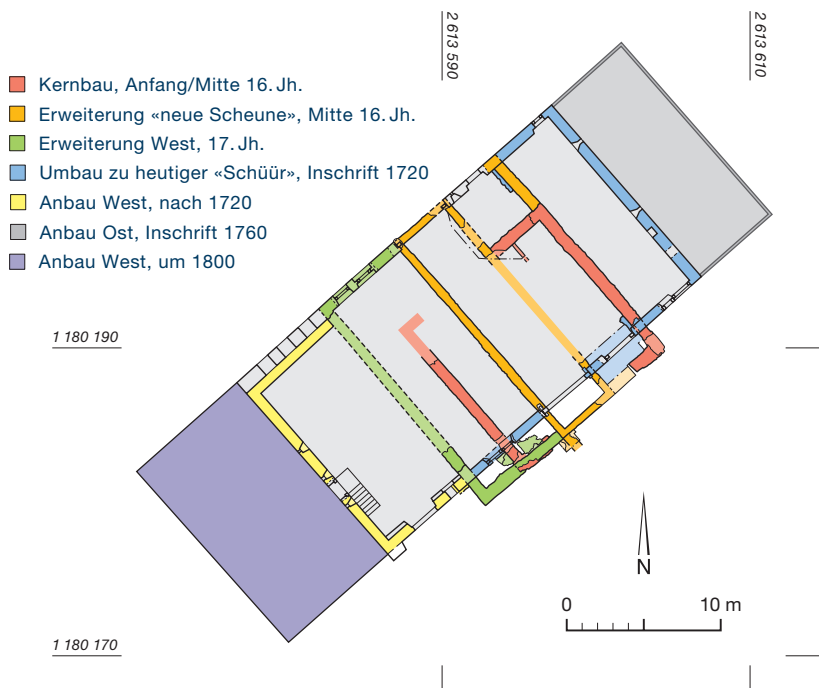 2 613 590
2 613 610
Kernbau, Anfang/Mitte 16. Jh.
Erweiterung «neue Scheune», Mitte 16. Jh.
Erweiterung West, 17. Jh.
Umbau zu heutiger «Schüür», Inschrift 1720
Anbau West, nach 1720
Anbau Ost, Inschrift 1760
Anbau West, um 1800
1 180 190
N
0 10 m
1 180 170